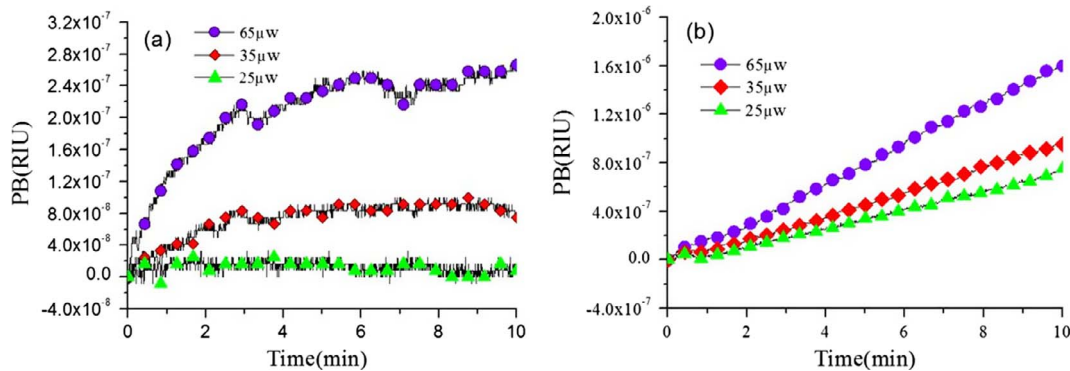 (a)
65µw
35µw
25µw
3.2x10-7
2.8x10-7
2.4x10-7
2.0x10-7
1.6x10-7
1.2x10-7
8.0x10-8
4.0x10-8
0.0
-4.0x10-8
PB(RIU)
0 2 4 6 8 10
Time(min)
(b)
65µw
35µw
25µw
2.0x10-6
1.6x10-6
1.2x10-6
8.0x10-7
4.0x10-7
0.0
-4.0x10-7
PB(RIU)
0 2 4 6 8 10
Time(min)